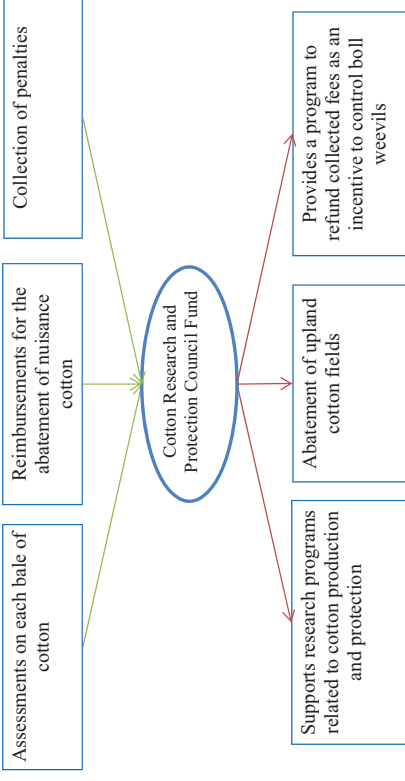 Assessments on each bale of
cotton
Reimbursements for the
abatement of nuisance
cotton
Collection of penalties
Cotton Research and
Protection Council Fund
Supports research programs
related to cotton production
and protection
Abatement of upland
cotton fields
Provides a program to
refund collected fees as an
incentive to control boll
weevils